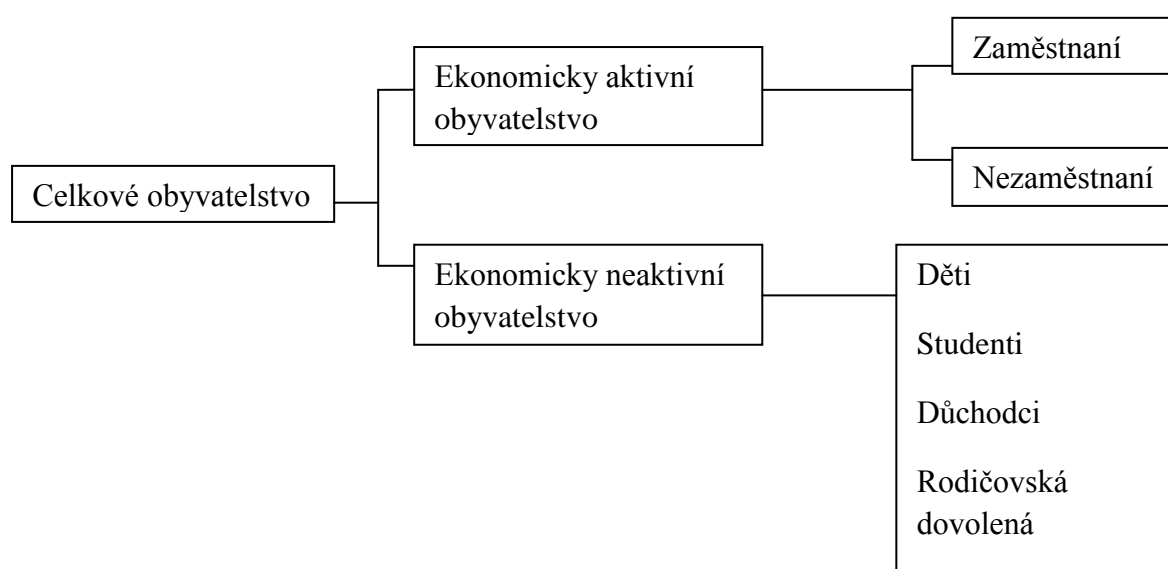 Celkové obyvatelstvo
Ekonomicky aktivní
obyvatelstvo
Zaměstnaní
Nezaměstnaní
Ekonomicky neaktivní
obyvatelstvo
Děti
Studenti
Důchodci
Rodičovská
dovolená